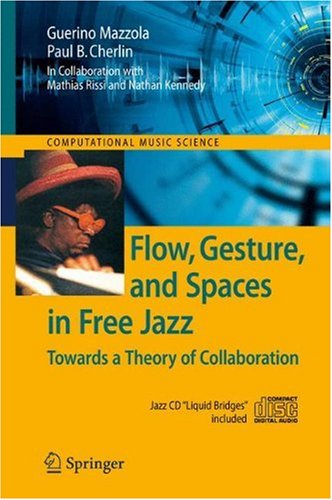 Guerino Mazzola
Paul B. Cherlin
In Collaboration with
Mathias Rissi and Nathan Kennedy
COMPUTATIONAL MUSIC SCIENCE
Flow, Gesture,
and Spaces
in Free Jazz
Towards a Theory of Collaboration
Jazz CD "Liquid Bridges"
included
COMPACT
disc
DIGITAL AUDIO
Springer